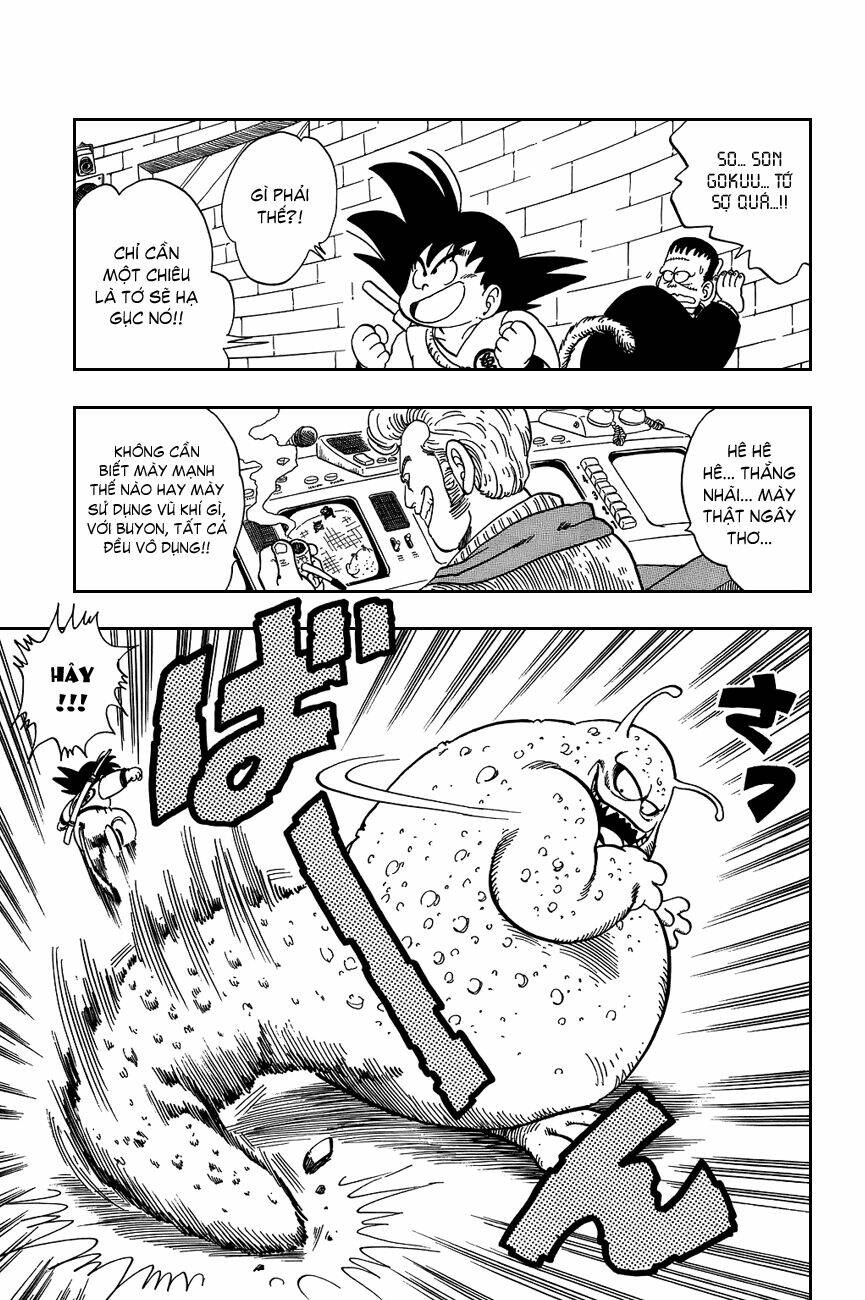 SO... SON
GOKUU... TỚ
SỢ QUÁ...!!
GÌ PHẢI
THẾ?!
CHỈ CẦN
MỘT CHIÊU
LÀ TỚ SẼ HẠ
GỤC NÓ!!
HÊ HÊ
HÊ... THẰNG
NHÃI... MÀY
THẬT NGÂY
THƠ...
KHÔNG CẦN
BIẾT MÀY MẠNH
THẾ NÀO HAY MÀY
SỬ DỤNG VŨ KHÍ GÌ,
VỚI BUYON, TẤT CẢ
ĐỀU VÔ DỤNG!!
さっ
HÂY
!!!
ばーん